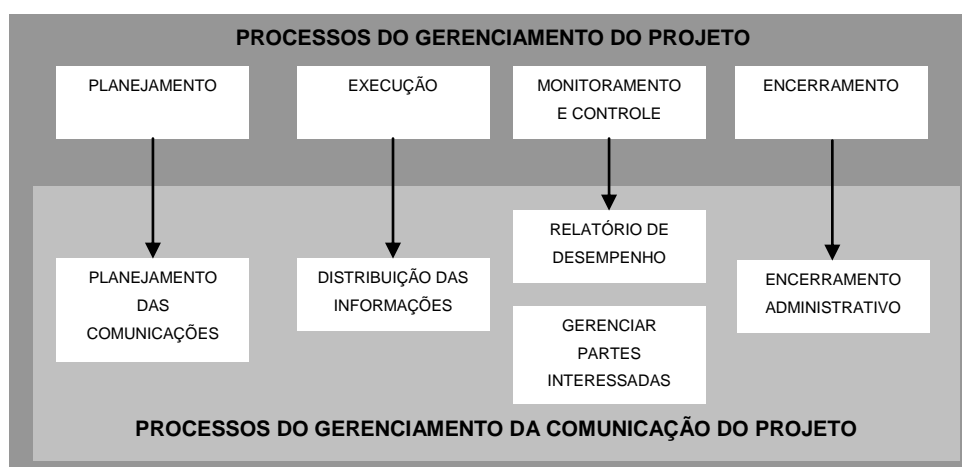 PROCESSOS DO GERENCIAMENTO DO PROJETO
PLANEJAMENTO
EXECUÇÃO
MONITORAMENTO
E CONTROLE
ENCERRAMENTO
PLANEJAMENTO
DAS
COMUNICAÇÕES
DISTRIBUIÇÃO DAS
INFORMAÇÕES
RELATÓRIO DE
DESEMPENHO
GERENCIAR
PARTES
INTERESSADAS
ENCERRAMENTO
ADMINISTRATIVO
PROCESSOS DO GERENCIAMENTO DA COMUNICAÇÃO DO PROJETO